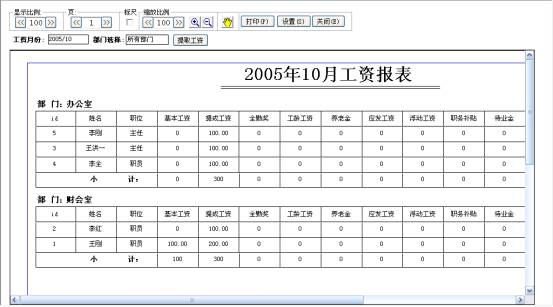 显示比例 页 标尺 缩放比例
<< 100 >> << 1 >> << 100 >> 打印(P) 设置(S) 关闭(E)
工资月份: 2005/10 部门选择: 所有部门 提取工资
2005年10月工资报表
部 门: 办公室
id 姓名 职位 基本工资 提成工资 全勤奖 工龄工资 养老金 应发工资 浮动工资 职务补贴 待业金
5 李刚 主任 0 100.00 0 0 0 0 0 0 0
3 王洪一 主任 0 100.00 0 0 0 0 0 0 0
4 李全 职员 0 100.00 0 0 0 0 0 0 0
小 计: 0 300 0 0 0 0 0 0 0
部 门: 财会室
id 姓名 职位 基本工资 提成工资 全勤奖 工龄工资 养老金 应发工资 浮动工资 职务补贴 待业金
2 李红 职员 0 100.00 0 0 0 0 0 0 0
1 王刚 职员 100.00 200.00 0 0 0 0 0 0 0
小 计: 100 300 0 0 0 0 0 0 0